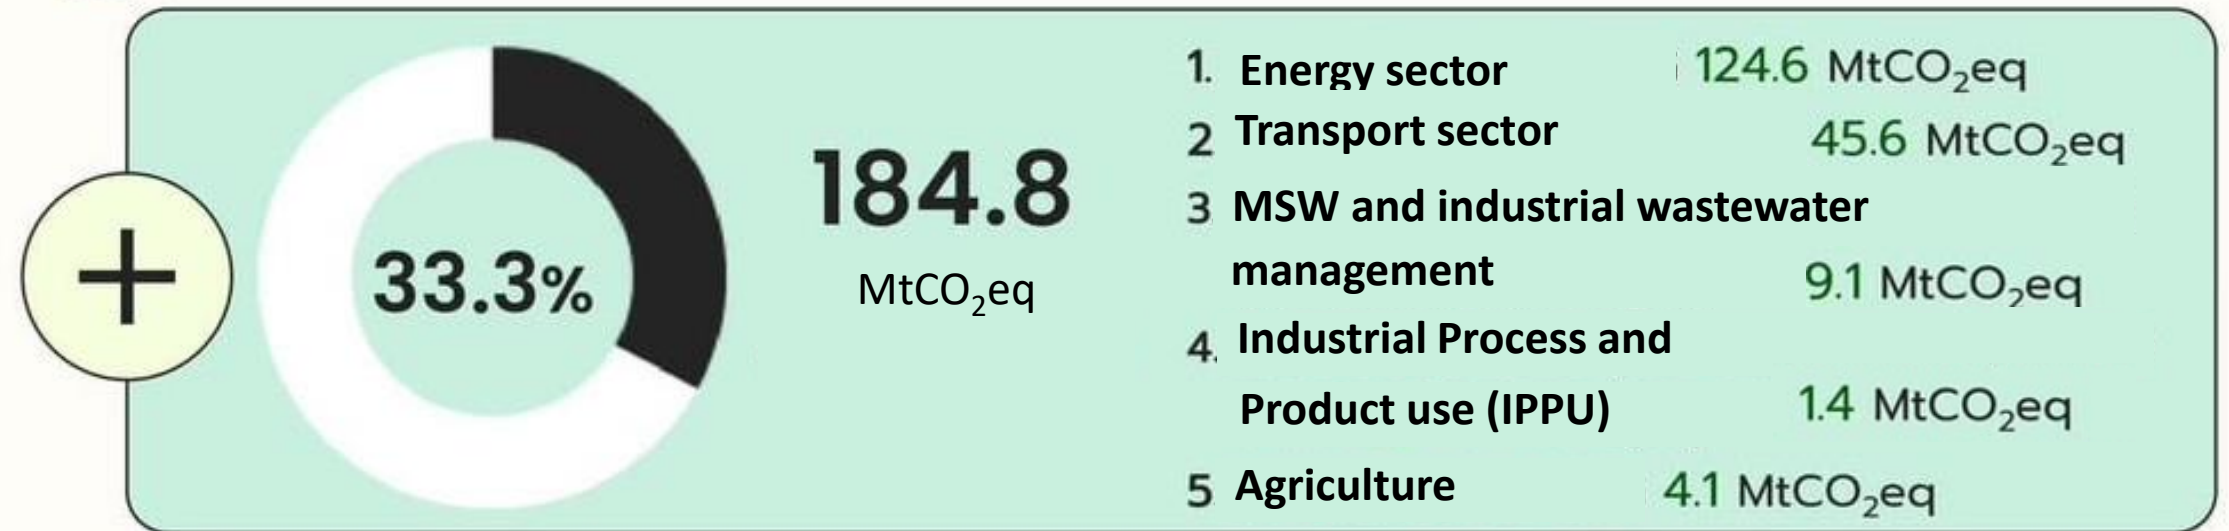 +
33.3%
184.8
MtCO₂eq
1. Energy sector 124.6 MtCO₂eq
2 Transport sector 45.6 MtCO₂eq
3 MSW and industrial wastewater
management 9.1 MtCO₂eq
4. Industrial Process and
Product use (IPPU) 1.4 MtCO₂eq
5 Agriculture 4.1 MtCO₂eq